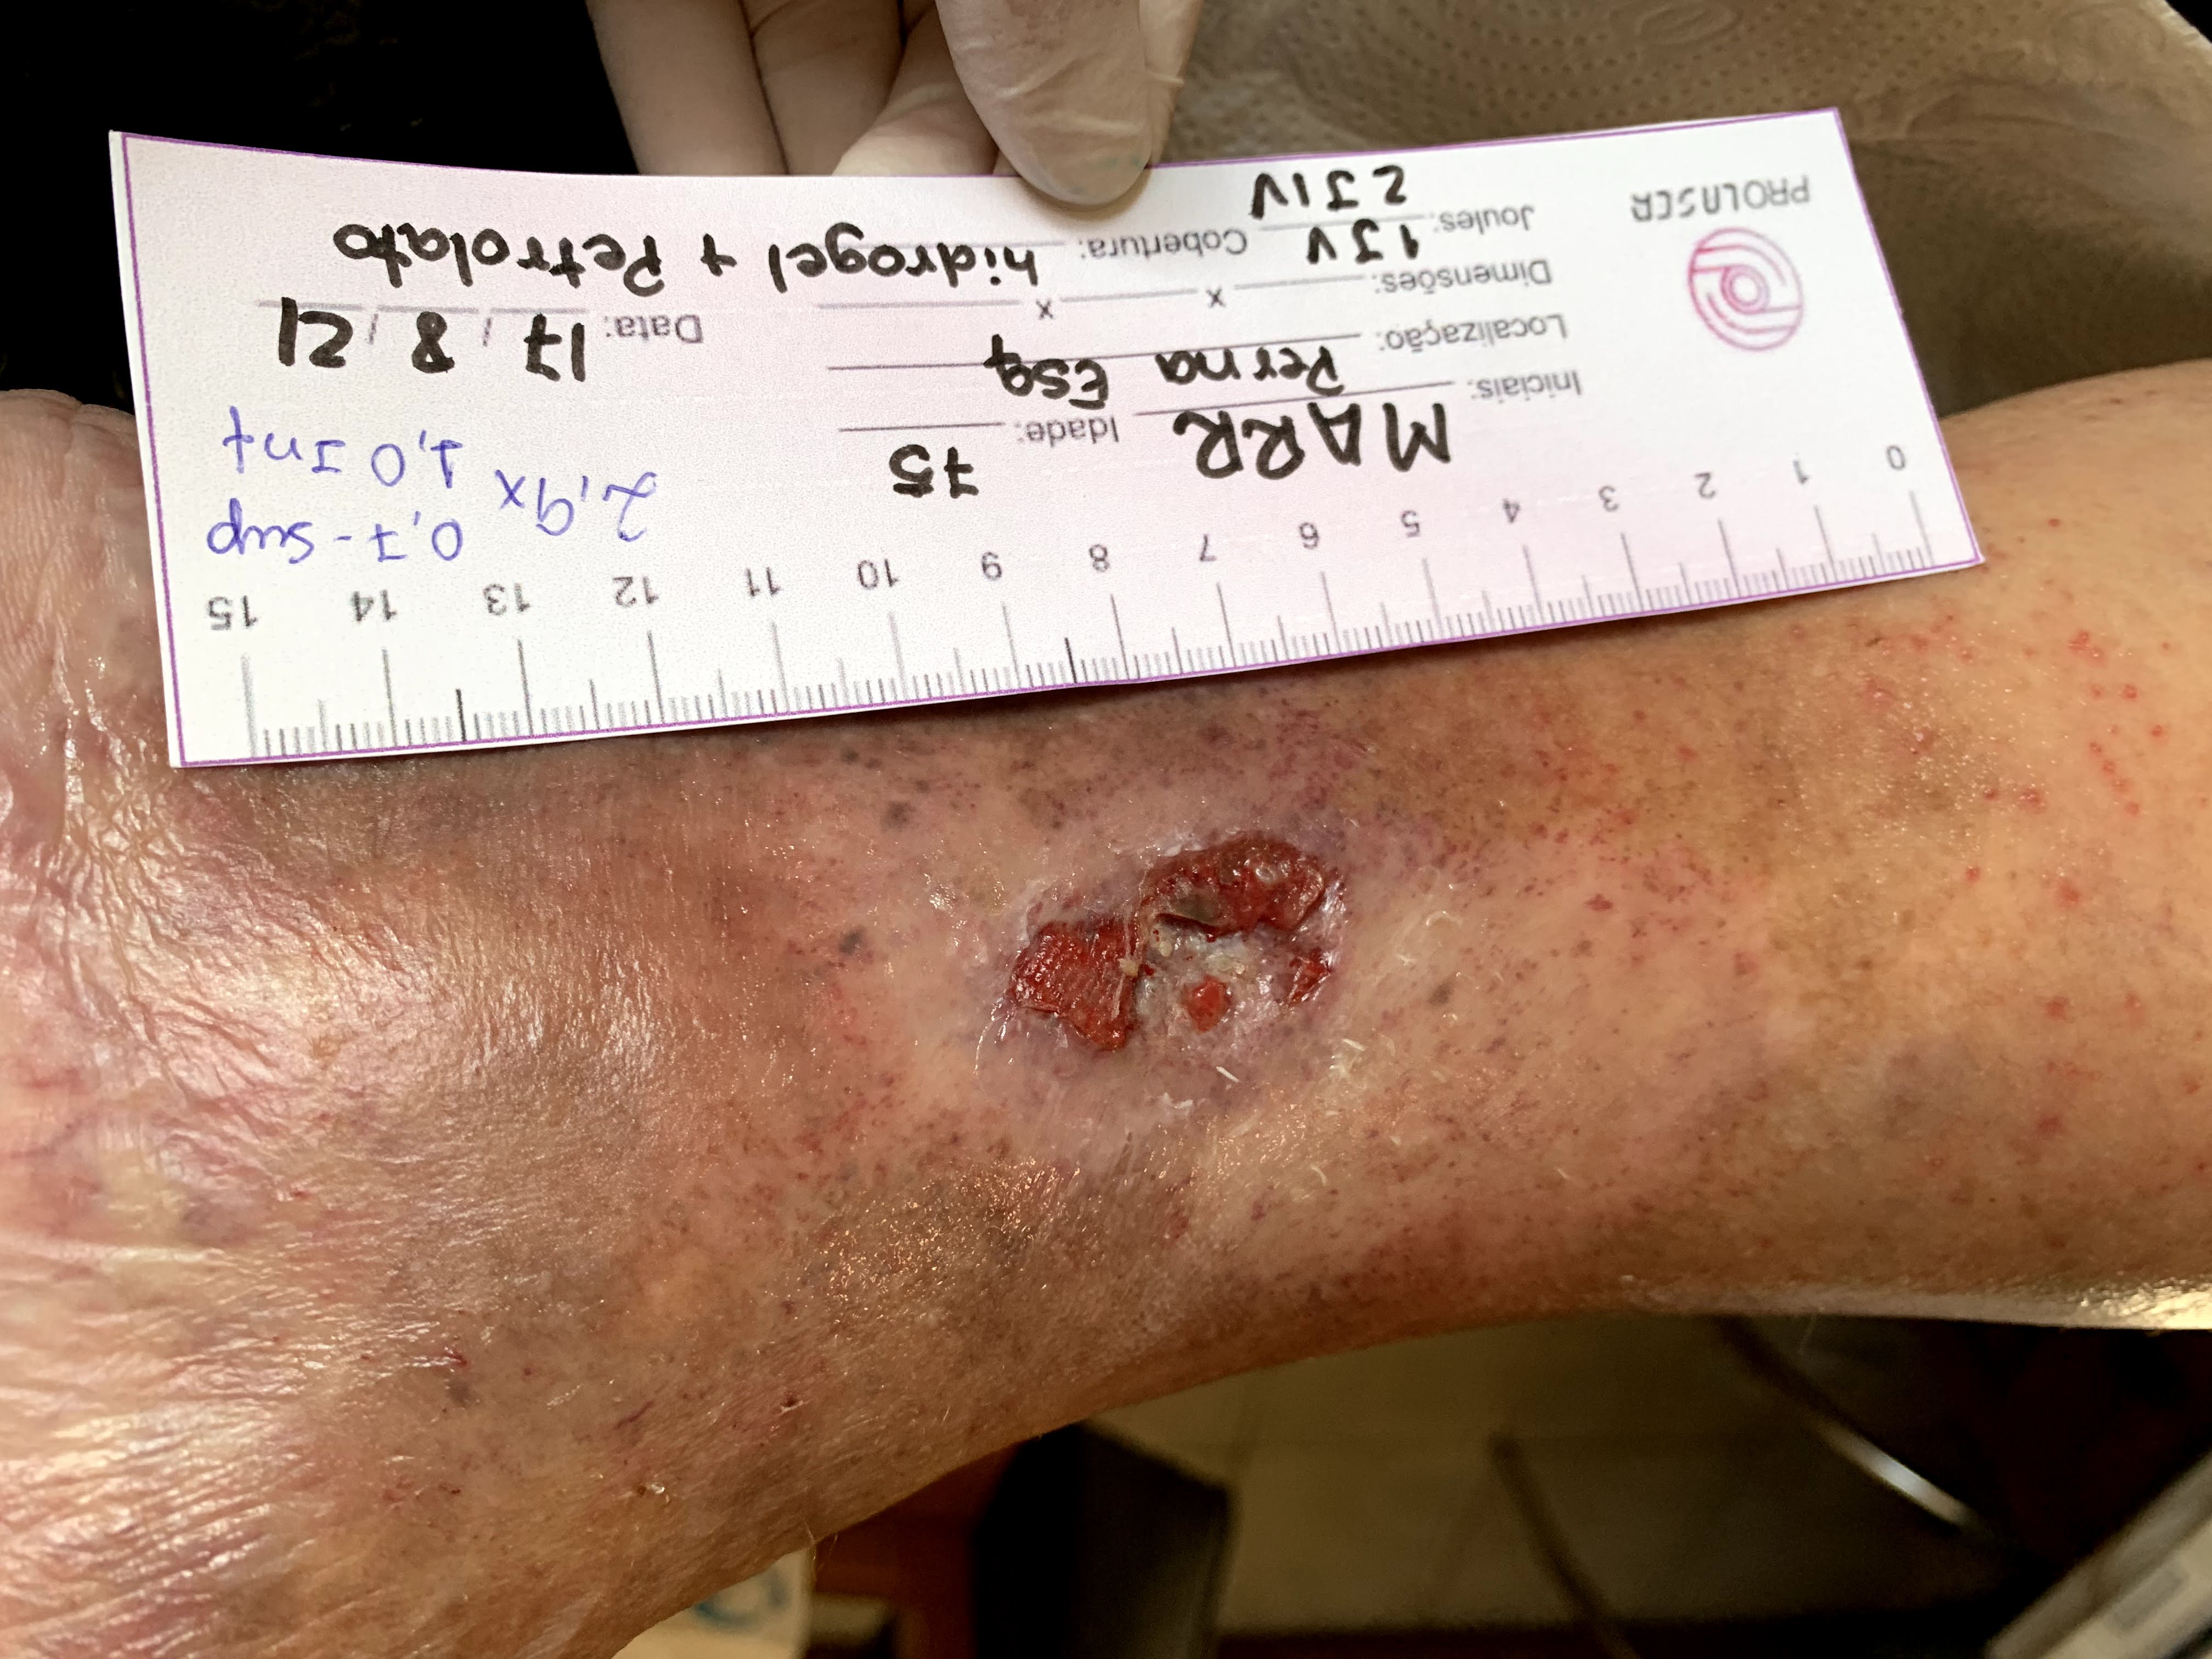 0 1 2 3 4 5 6 7 8 9 10 11 12 13 14 15
2,9x 0,7 - Sup
1,0 Inf
Iniciais: MARR Idade: 75
Localização: Perna Esq
Dimensões: x x Data: 17 / 8 / 21
Joules: 1 J V Cobertura: hidrogel + Petrolato
2 J IV
PROLASER